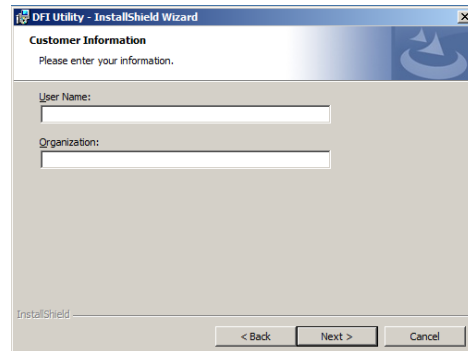 DFI Utility - InstallShield Wizard
Customer Information
Please enter your information.
User Name:
Organization:
InstallShield
< Back Next > Cancel